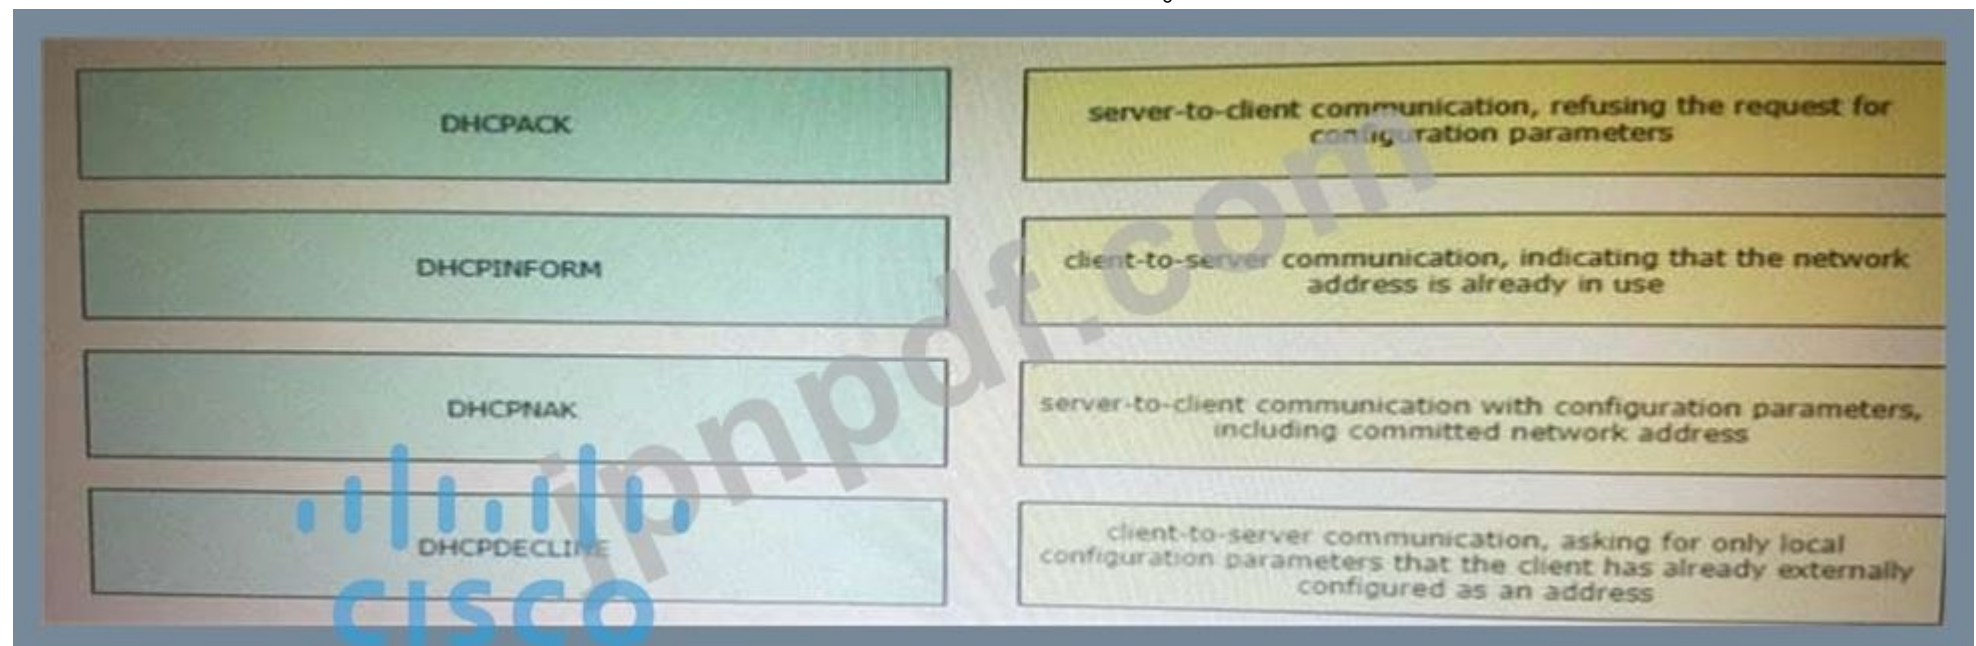 DHCPACK
server-to-client communication, refusing the request for
configuration parameters
DHCPINFORM
client-to-server communication, indicating that the network
address is already in use
DHCPNAK
server-to-client communication with configuration parameters,
including committed network address
DHCPDECLINE
client-to-server communication, asking for only local
configuration parameters that the client has already externally
configured as an address
CISCO
jpnpdf.com